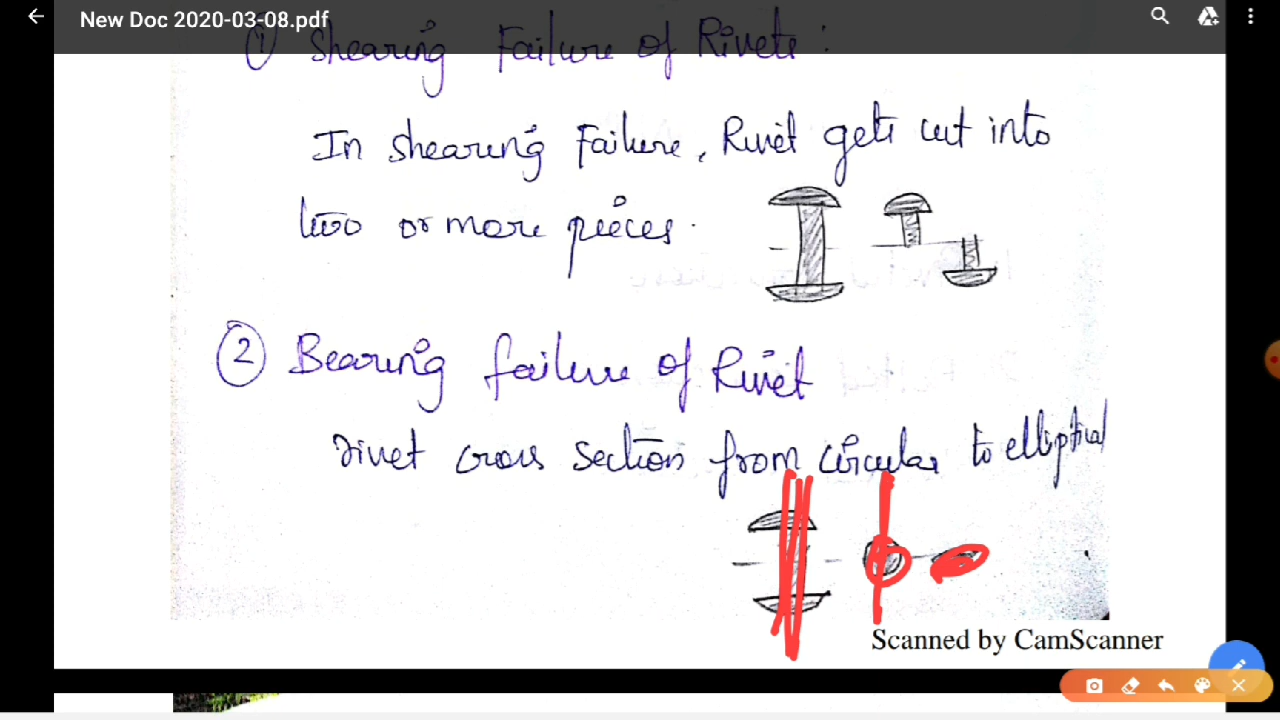 New Doc 2020-03-08.pdf
① Shearing Failure of Rivets :
In shearing Failure, Rivet gets cut into
two or more pieces.
② Bearing failure of Rivet
rivet cross section from circular to elliptical
Scanned by CamScanner